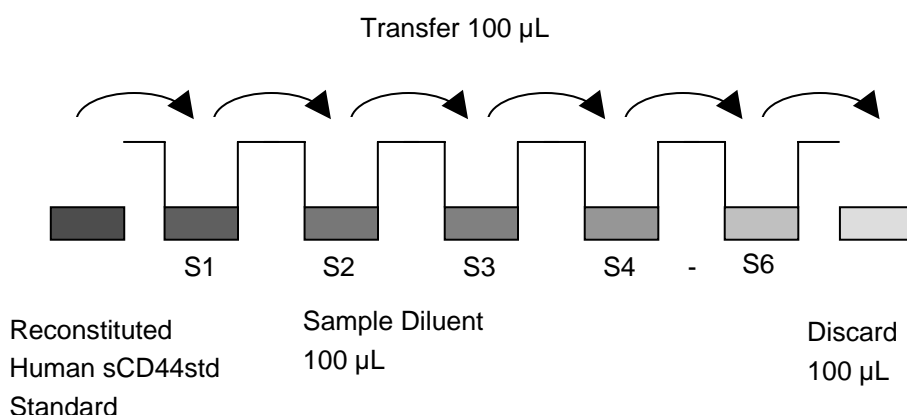 Transfer 100 µL
S1 S2 S3 S4 - S6
Reconstituted
Human sCD44std
Standard
Sample Diluent
100 µL
Discard
100 µL